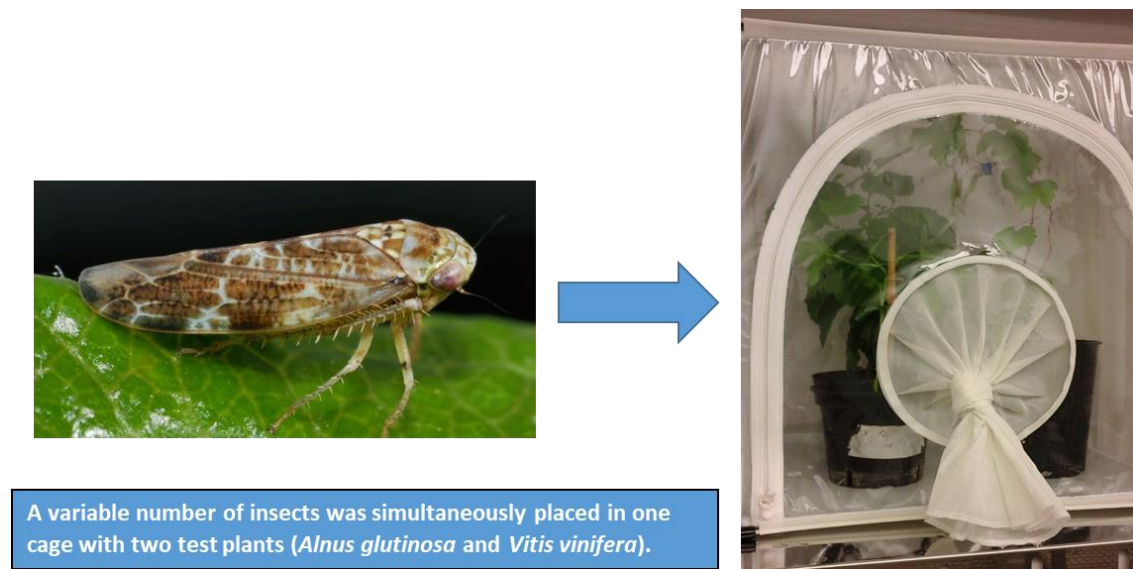 A variable number of insects was simultaneously placed in one
cage with two test plants (Alnus glutinosa and Vitis vinifera).